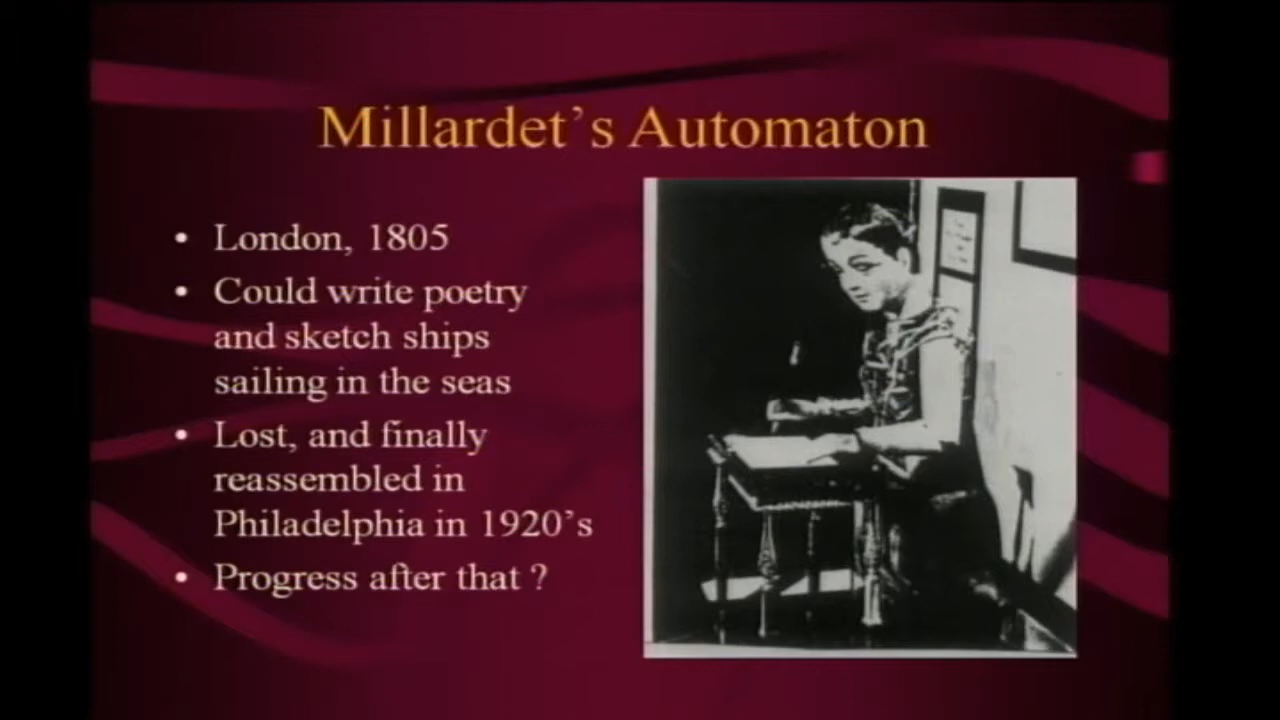 Millardet's Automaton
• London, 1805
• Could write poetry
and sketch ships
sailing in the seas
• Lost, and finally
reassembled in
Philadelphia in 1920's
• Progress after that ?